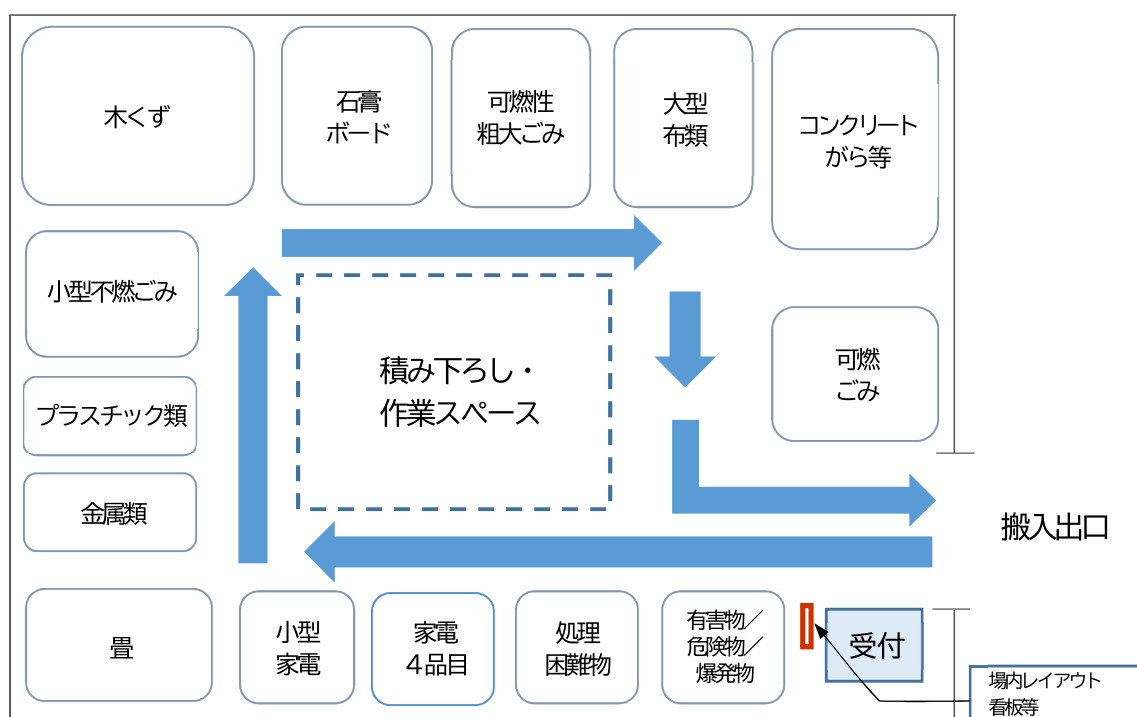 木くず
石膏
ボード
可燃性
粗大ごみ
大型
布類
コンクリート
がら等
小型不燃ごみ
積み下ろし・
作業スペース
可燃
ごみ
プラスチック類
金属類
搬入出口
畳
小型
家電
家電
４品目
処理
困難物
有害物／
危険物／
爆発物
受付
場内レイアウト
看板等